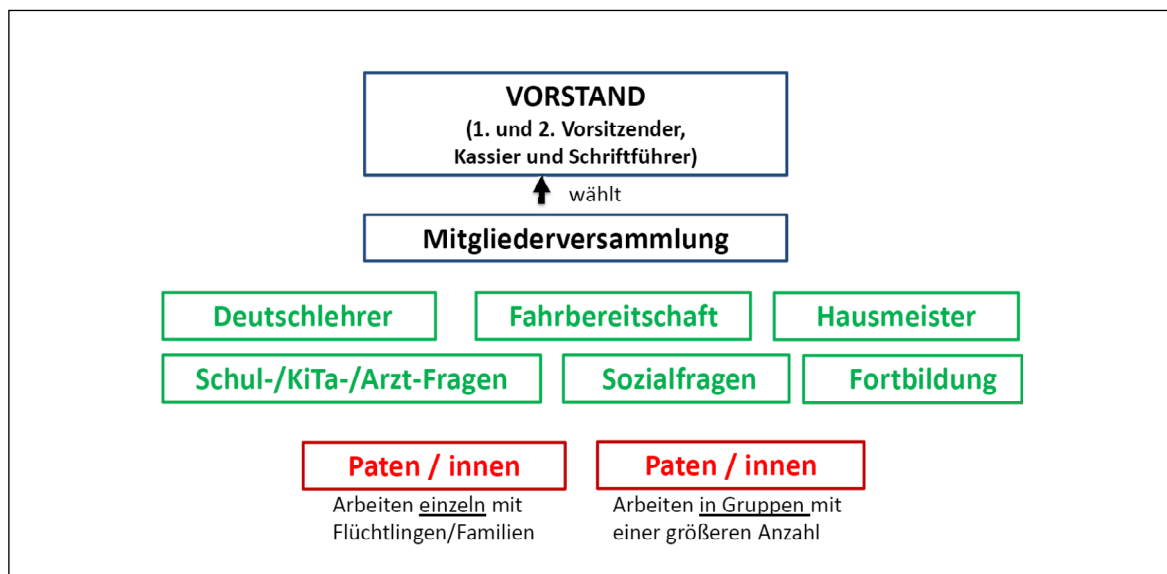 VORSTAND
(1. und 2. Vorsitzender,
Kassier und Schriftführer)
wählt
Mitgliederversammlung
Deutschlehrer
Fahrbereitschaft
Hausmeister
Schul-/KiTa-/Arzt-Fragen
Sozialfragen
Fortbildung
Paten / innen
Arbeiten einzeln mit
Flüchtlingen/Familien
Paten / innen
Arbeiten in Gruppen mit
einer größeren Anzahl